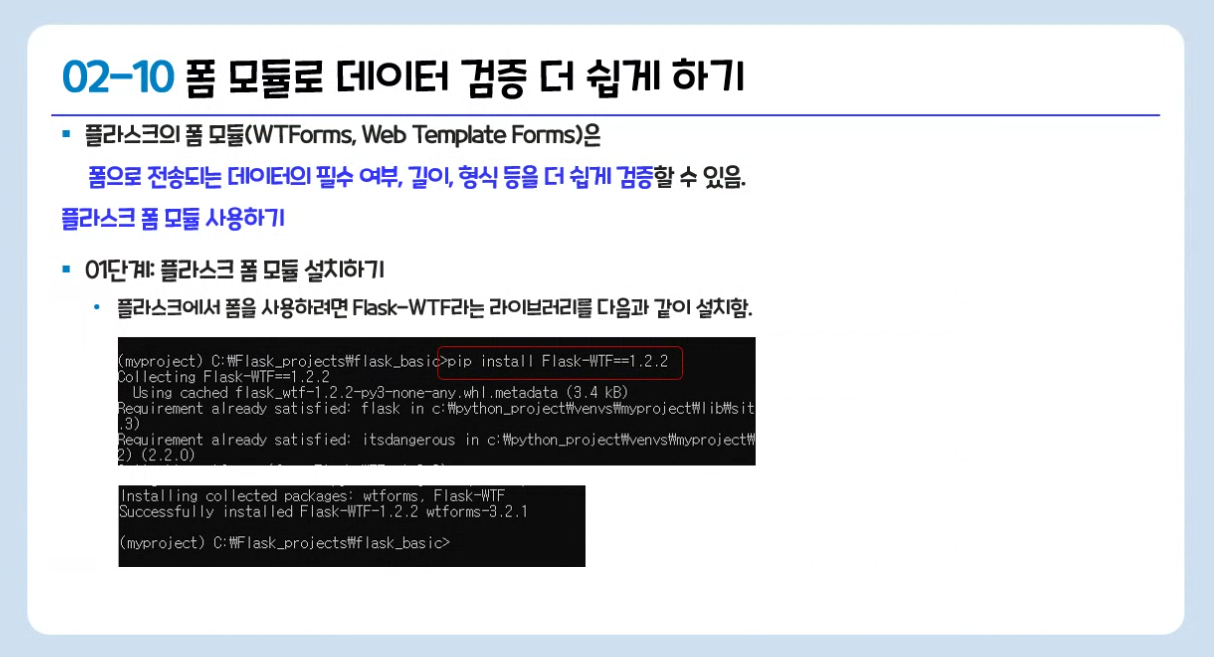 02-10 폼 모듈로 데이터 검증 더 쉽게 하기
▪ 플라스크의 폼 모듈(WTForms, Web Template Forms)은
폼으로 전송되는 데이터의 필수 여부, 길이, 형식 등을 더 쉽게 검증할 수 있음.
플라스크 폼 모듈 사용하기
▪ 01단계: 플라스크 폼 모듈 설치하기
• 플라스크에서 폼을 사용하려면 Flask-WTF라는 라이브러리를 다음과 같이 설치함.
(myproject) C:₩Flask_projects₩flask_basic>pip install Flask-WTF==1.2.2
Collecting Flask-WTF==1.2.2
Using cached flask_wtf-1.2.2-py3-none-any.whl.metadata (3.4 kB)
Requirement already satisfied: flask in c:₩python_project₩venvs₩myproject₩lib₩sit
.3)
Requirement already satisfied: itsdangerous in c:₩python_project₩venvs₩myproject₩
2) (2.2.0)
Installing collected packages: wtforms, Flask-WTF
Successfully installed Flask-WTF-1.2.2 wtforms-3.2.1
(myproject) C:₩Flask_projects₩flask_basic>